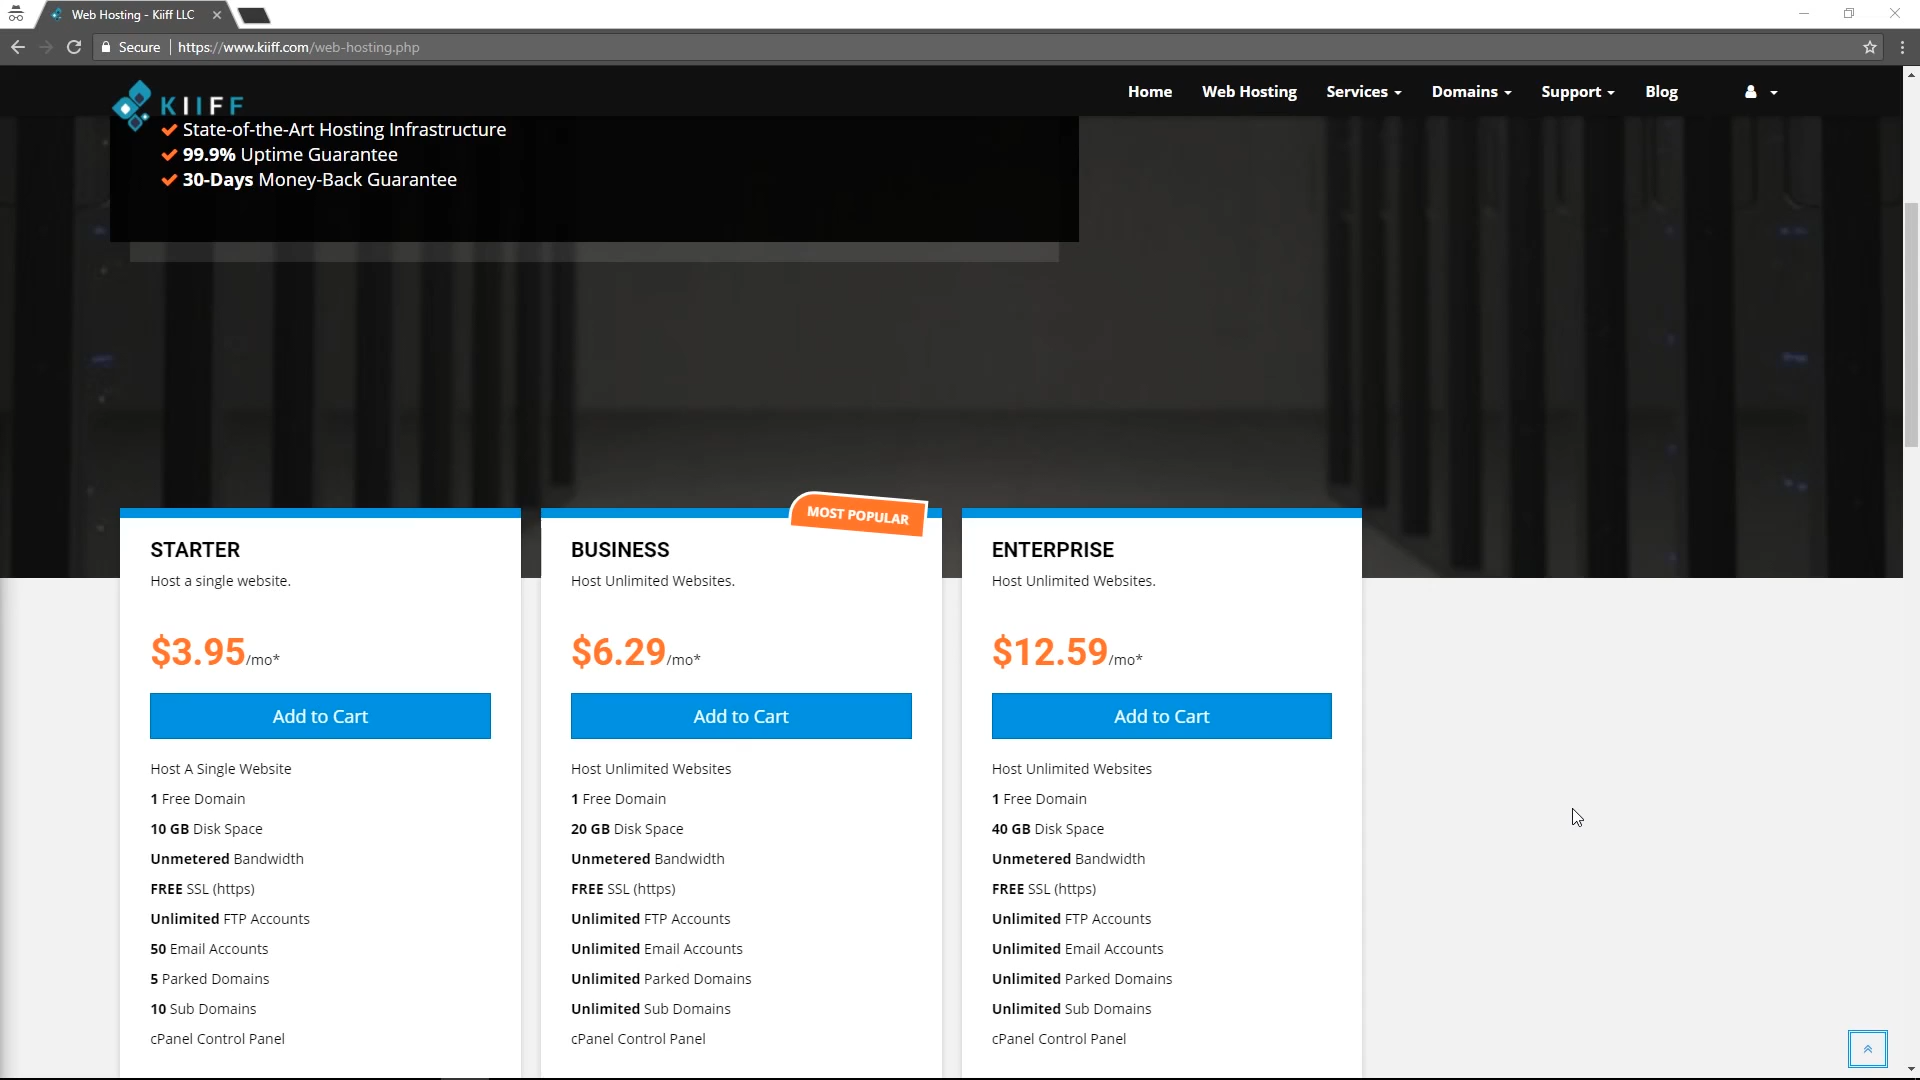 Web Hosting - Kiiff LLC
Secure https://www.kiiff.com/web-hosting.php
KIIFF
Home Web Hosting Services Domains Support Blog
State-of-the-Art Hosting Infrastructure
99.9% Uptime Guarantee
30-Days Money-Back Guarantee
STARTER
Host a single website.
$3.95/mo*
Add to Cart
Host A Single Website
1 Free Domain
10 GB Disk Space
Unmetered Bandwidth
FREE SSL (https)
Unlimited FTP Accounts
50 Email Accounts
5 Parked Domains
10 Sub Domains
cPanel Control Panel
MOST POPULAR
BUSINESS
Host Unlimited Websites.
$6.29/mo*
Add to Cart
Host Unlimited Websites
1 Free Domain
20 GB Disk Space
Unmetered Bandwidth
FREE SSL (https)
Unlimited FTP Accounts
Unlimited Email Accounts
Unlimited Parked Domains
Unlimited Sub Domains
cPanel Control Panel
ENTERPRISE
Host Unlimited Websites.
$12.59/mo*
Add to Cart
Host Unlimited Websites
1 Free Domain
40 GB Disk Space
Unmetered Bandwidth
FREE SSL (https)
Unlimited FTP Accounts
Unlimited Email Accounts
Unlimited Parked Domains
Unlimited Sub Domains
cPanel Control Panel